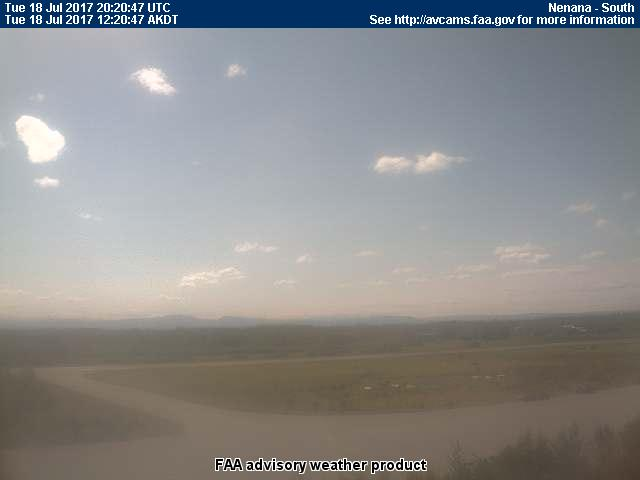 Tue 18 Jul 2017 20:20:47 UTC Nenana - South
Tue 18 Jul 2017 12:20:47 AKDT See http://avcams.faa.gov for more information
FAA advisory weather product